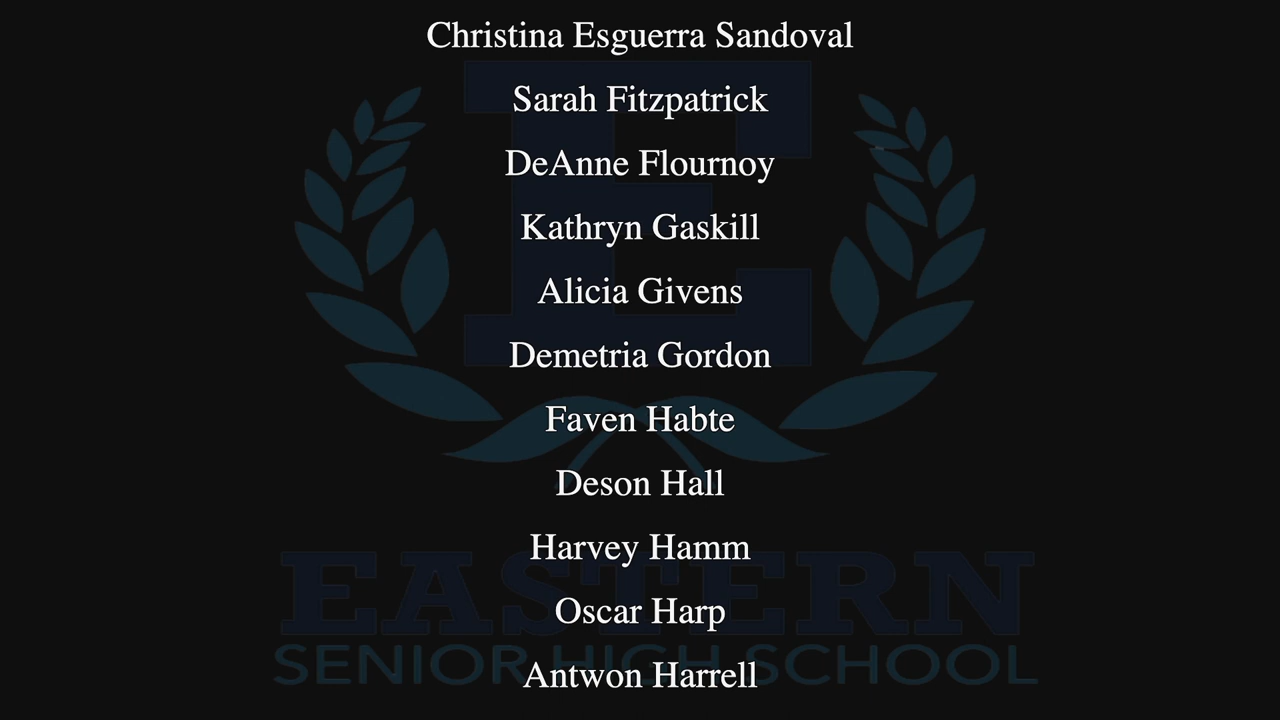 Christina Esguerra Sandoval
Sarah Fitzpatrick
DeAnne Flournoy
Kathryn Gaskill
Alicia Givens
Demetria Gordon
Faven Habte
Deson Hall
Harvey Hamm
Oscar Harp
Antwon Harrell
E
EASTERN
SENIOR HIGH SCHOOL